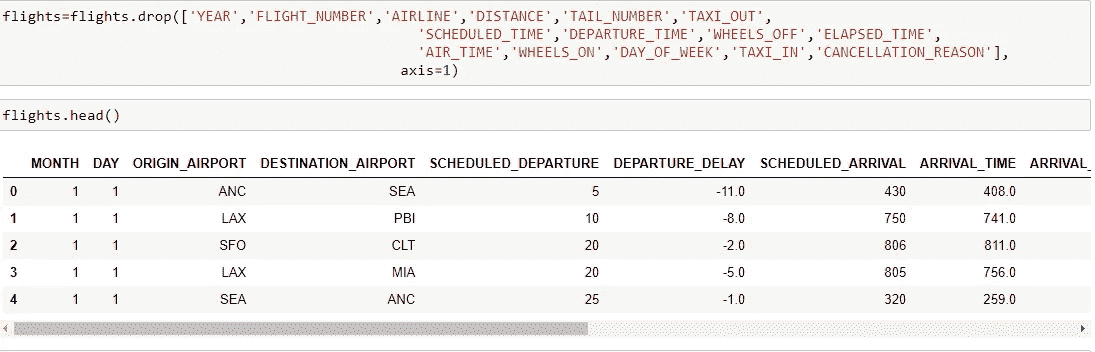 flights=flights.drop(['YEAR','FLIGHT_NUMBER','AIRLINE','DISTANCE','TAIL_NUMBER','TAXI_OUT',
'SCHEDULED_TIME','DEPARTURE_TIME','WHEELS_OFF','ELAPSED_TIME',
'AIR_TIME','WHEELS_ON','DAY_OF_WEEK','TAXI_IN','CANCELLATION_REASON'],
axis=1)
flights.head()
MONTH DAY ORIGIN_AIRPORT DESTINATION_AIRPORT SCHEDULED_DEPARTURE DEPARTURE_DELAY SCHEDULED_ARRIVAL ARRIVAL_TIME ARRIVAL_
0 1 1 ANC SEA 5 -11.0 430 408.0
1 1 1 LAX PBI 10 -8.0 750 741.0
2 1 1 SFO CLT 20 -2.0 806 811.0
3 1 1 LAX MIA 20 -5.0 805 756.0
4 1 1 SEA ANC 25 -1.0 320 259.0